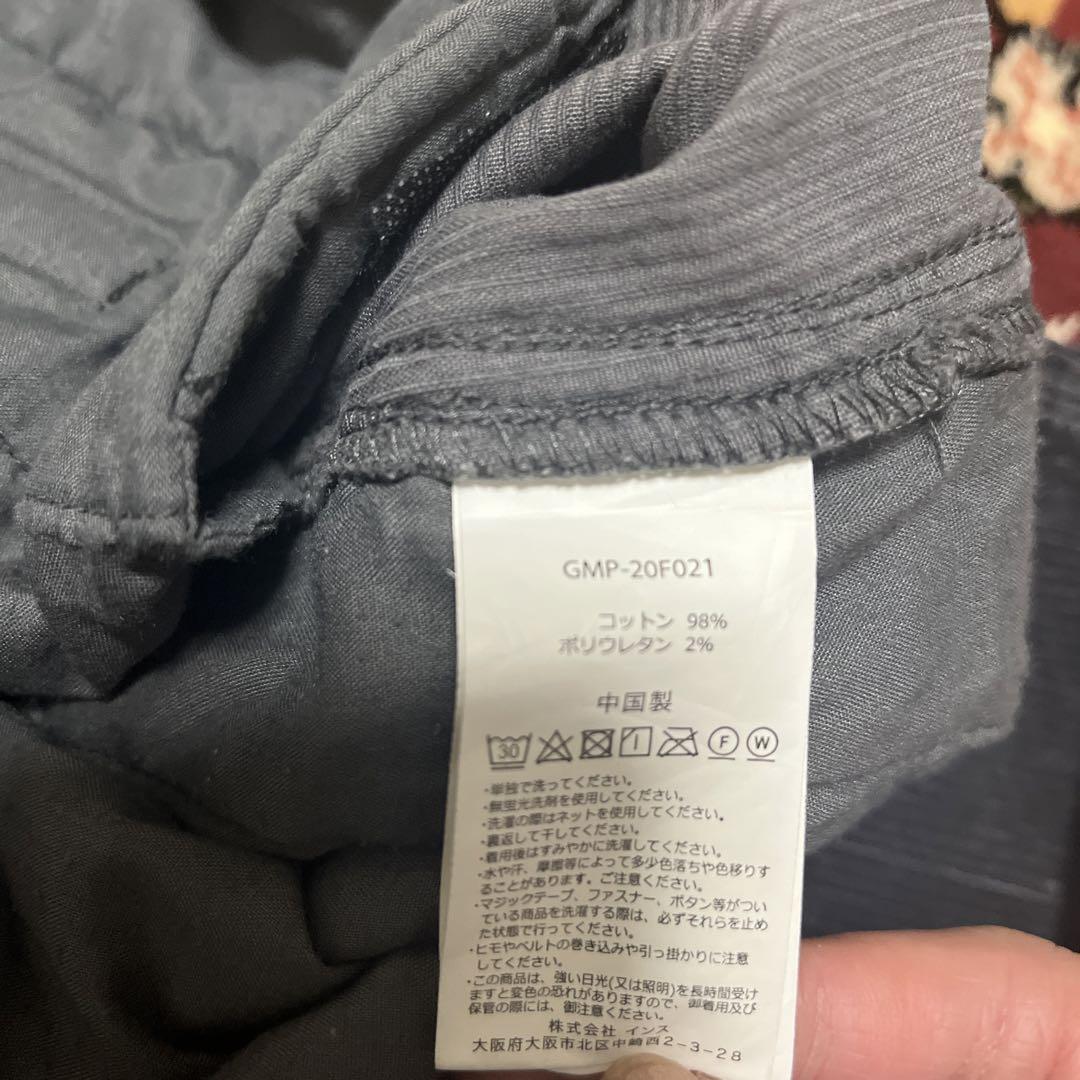 GMP-20F021
コットン 98%
ポリウレタン 2%
中国製
30 F W
・単独で洗ってください。
・無蛍光洗剤を使用してください。
・洗濯の際はネットを使用してください。
・裏返して干してください。
・着用後はすみやかに洗濯してください。
・水や汗、摩擦等によって多少色落ちや色移りす
ることがあります。ご注意ください。
・マジックテープ、ファスナー、ボタン等がつい
ている商品を洗濯する際は、必ずそれらを止め
た状態で行ってください。
・ヒモやベルトの巻き込みや引っ掛かりに注意
してください。
・この商品は、強い日光(又は照明)を長時間受け
ますと変色の恐れがありますので、御着用及び
保管の際には、御注意ください。
株式会社 インス
大阪府大阪市北区中崎西2-3-28